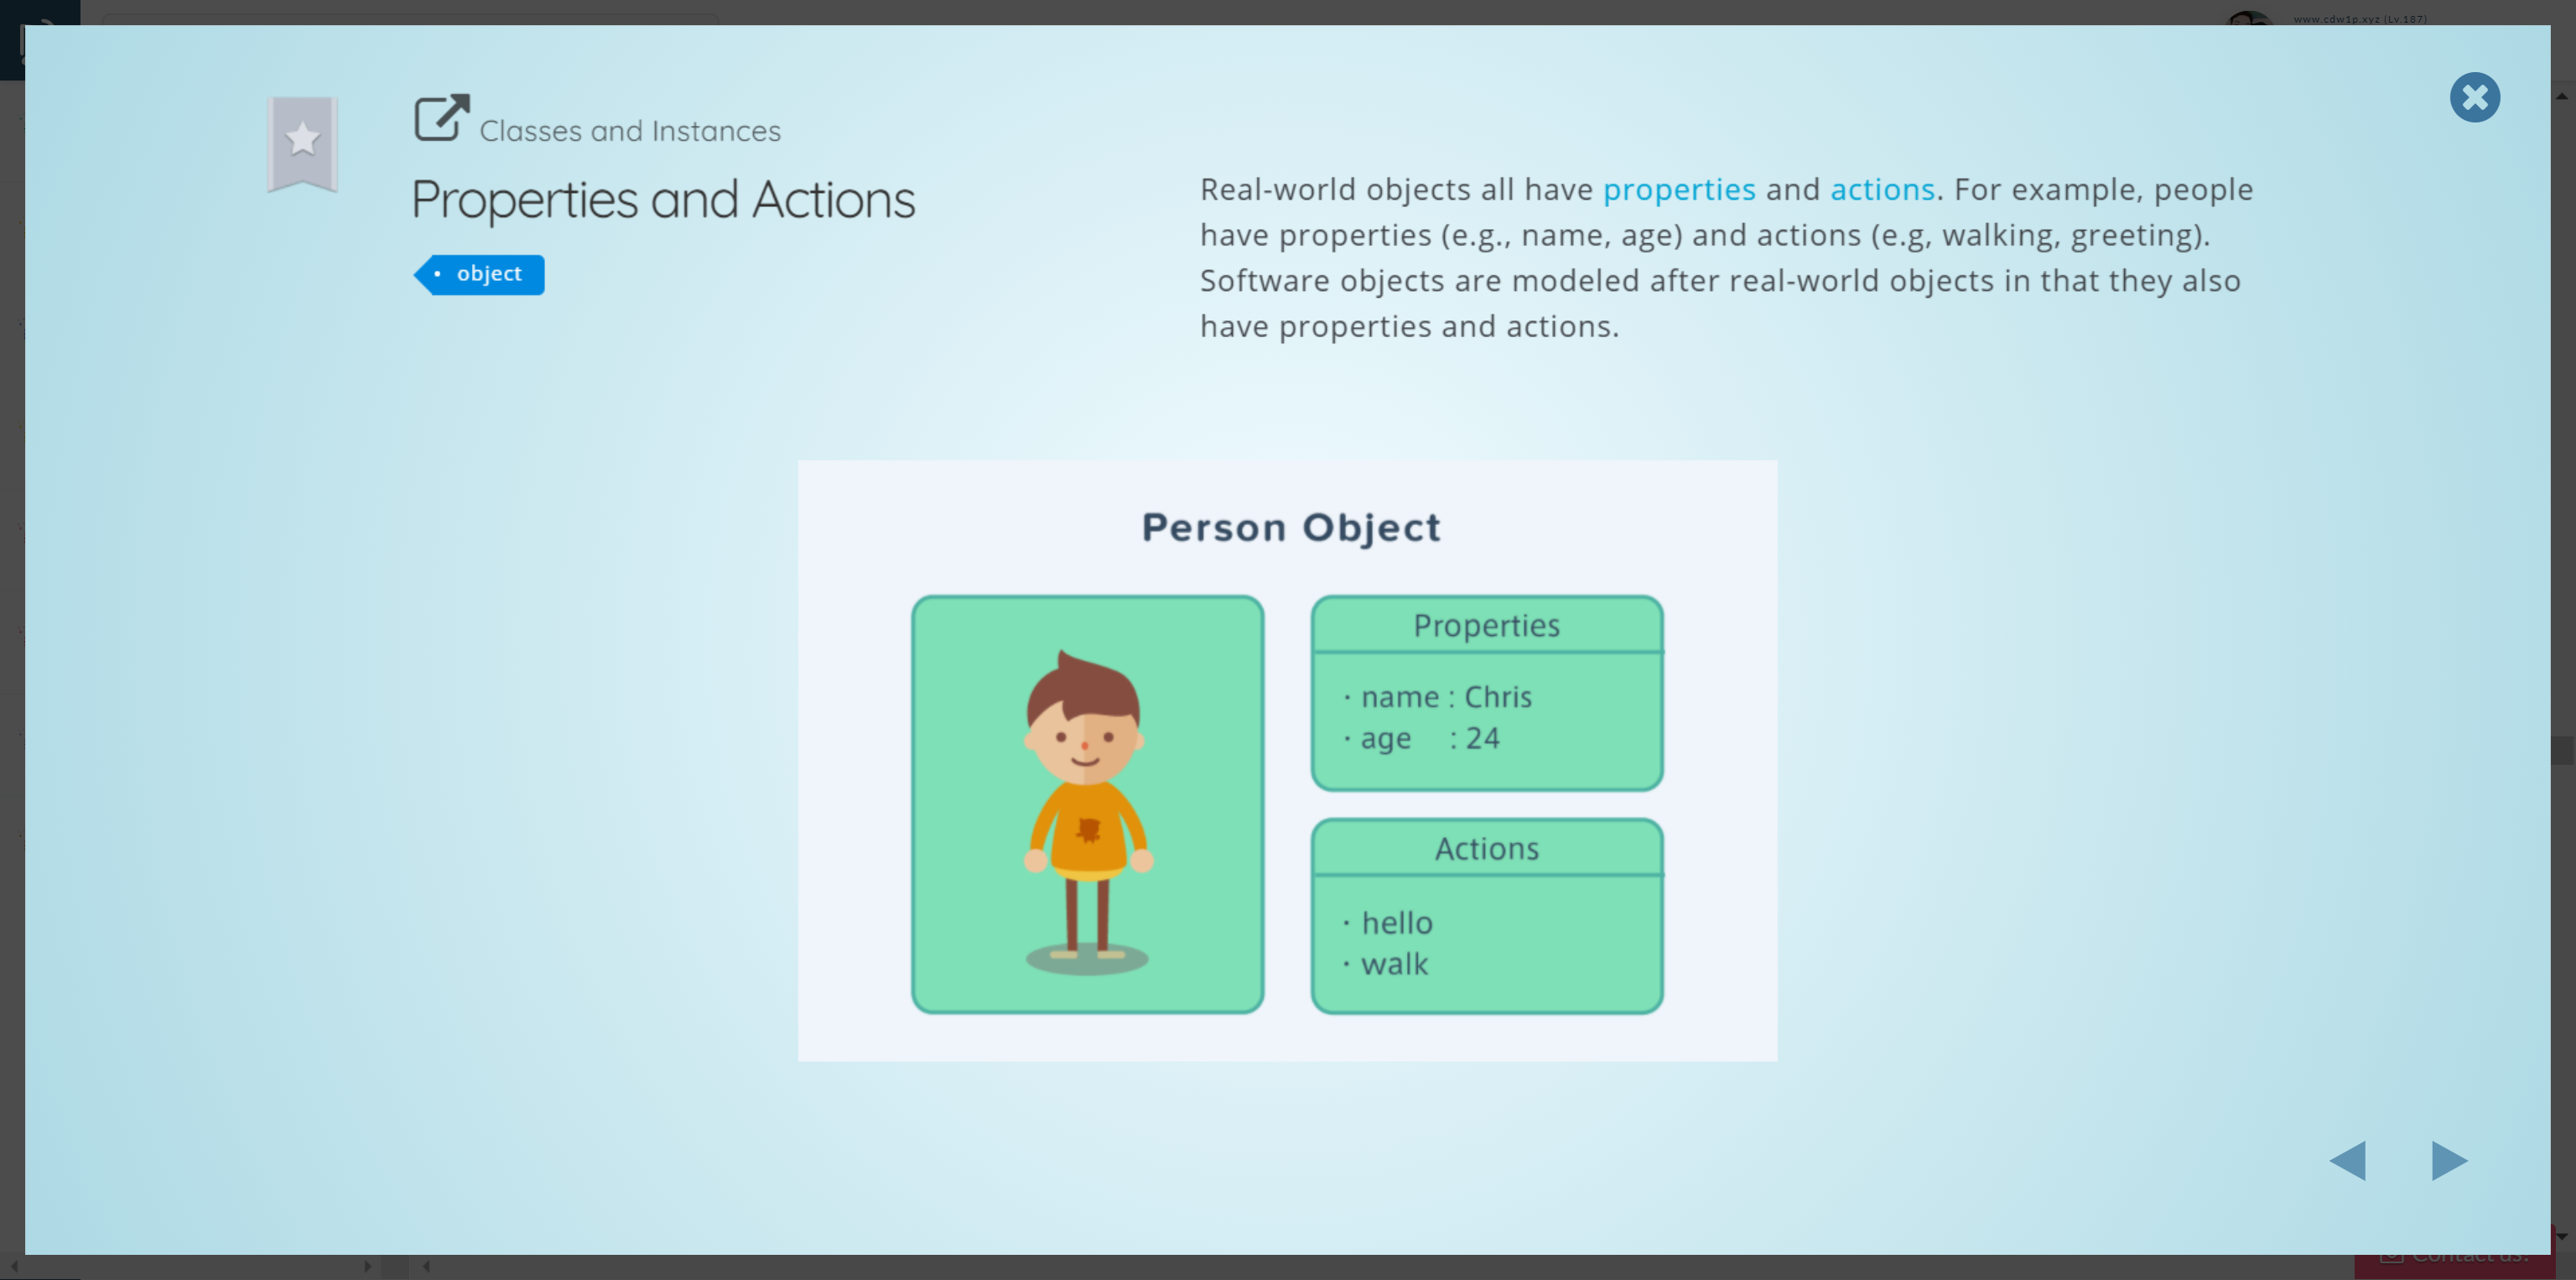 www.cdw1p.xyz (Lv.187)
Classes and Instances
Properties and Actions
object
Real-world objects all have properties and actions. For example, people
have properties (e.g., name, age) and actions (e.g, walking, greeting).
Software objects are modeled after real-world objects in that they also
have properties and actions.
Person Object
Properties
· name : Chris
· age : 24
Actions
· hello
· walk
Contact us!